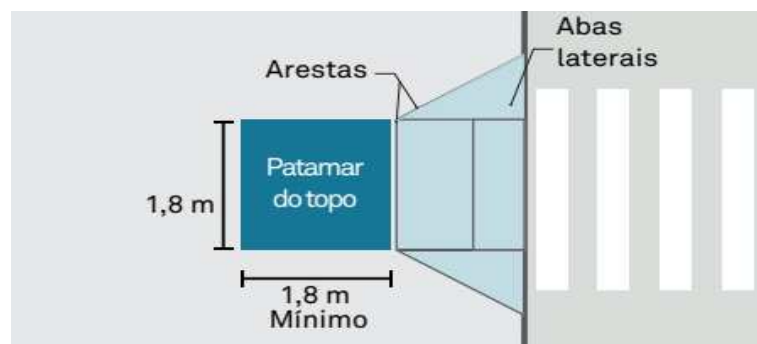 Abas
laterais
Arestas
Patamar
do topo
1,8 m
1,8 m
Mínimo